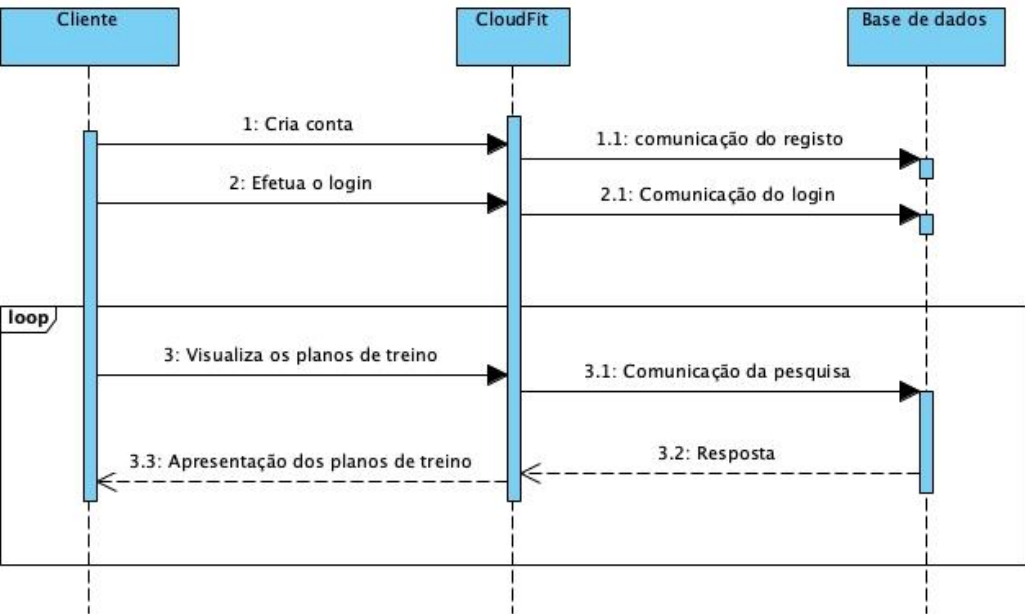 Cliente
CloudFit
Base de dados
1: Cria conta
1.1: comunicação do registo
2: Efetua o login
2.1: Comunicação do login
loop
3: Visualiza os planos de treino
3.1: Comunicação da pesquisa
3.2: Resposta
3.3: Apresentação dos planos de treino